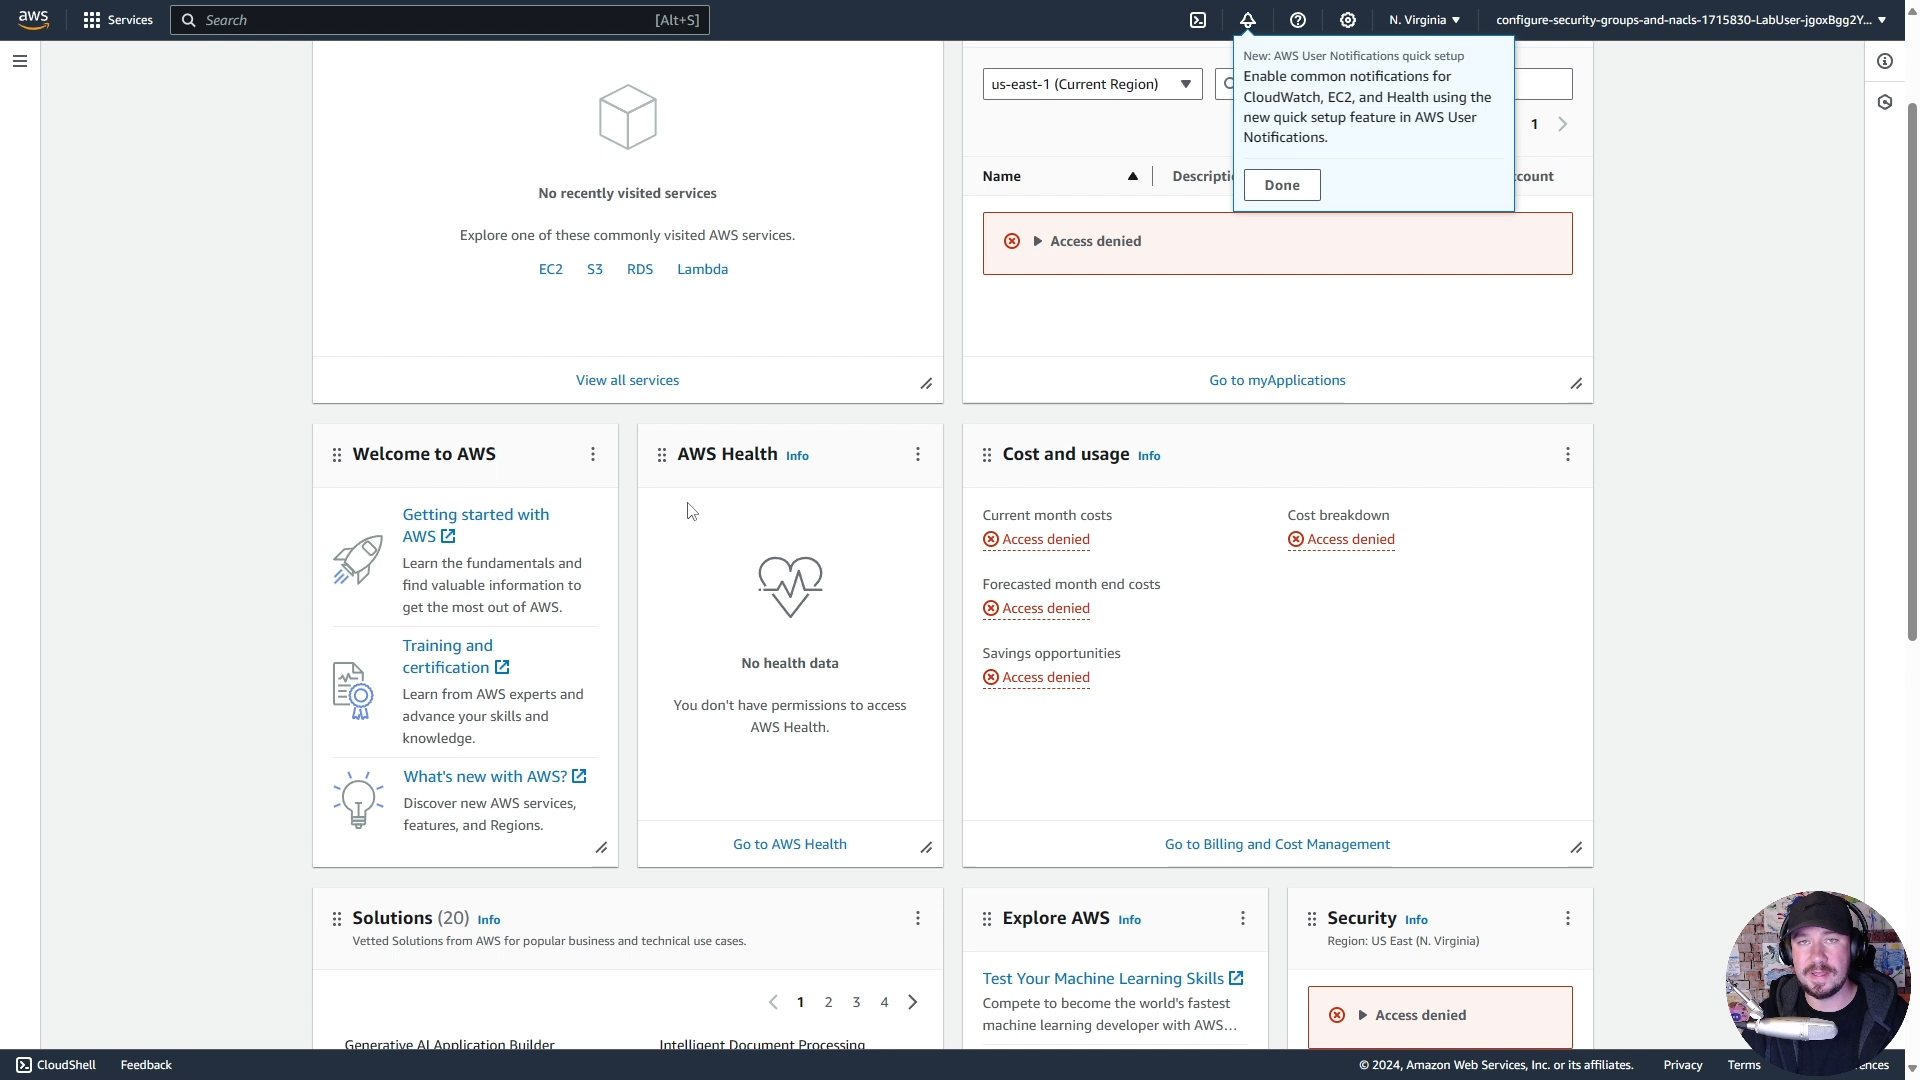 aws
Services
Search
[Alt+S]
N. Virginia
configure-security-groups-and-nacls-1715830-LabUser-jgoxBgg2Y...
New: AWS User Notifications quick setup
Enable common notifications for
CloudWatch, EC2, and Health using the
new quick setup feature in AWS User
Notifications.
Done
No recently visited services
Explore one of these commonly visited AWS services.
EC2
S3
RDS
Lambda
View all services
us-east-1 (Current Region)
1
Name
Access denied
Go to myApplications
Welcome to AWS
Getting started with
AWS
Learn the fundamentals and
find valuable information to
get the most out of AWS.
Training and
certification
Learn from AWS experts and
advance your skills and
knowledge.
What's new with AWS?
Discover new AWS services,
features, and Regions.
AWS Health Info
No health data
You don't have permissions to access
AWS Health.
Go to AWS Health
Cost and usage Info
Current month costs
Access denied
Cost breakdown
Access denied
Forecasted month end costs
Access denied
Savings opportunities
Access denied
Go to Billing and Cost Management
Solutions (20) Info
Vetted Solutions from AWS for popular business and technical use cases.
1 2 3 4
Generative AI Application Builder
Intelligent Document Processing
Explore AWS Info
Test Your Machine Learning Skills
Compete to become the world's fastest
machine learning developer with AWS...
Security Info
Region: US East (N. Virginia)
Access denied
CloudShell
Feedback
© 2024, Amazon Web Services, Inc. or its affiliates.
Privacy
Terms